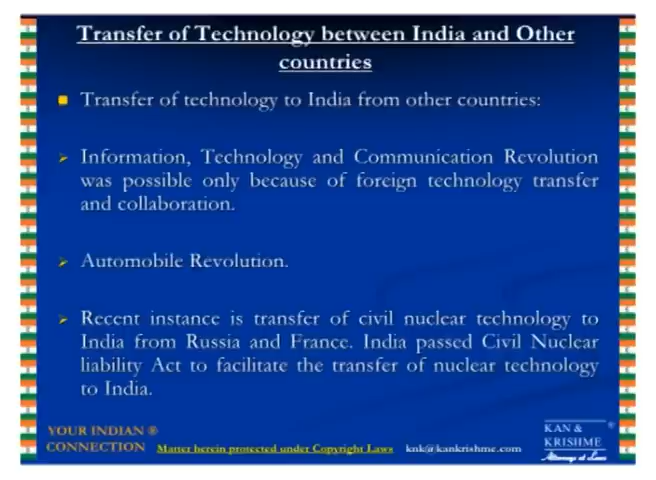 Transfer of Technology between India and Other
countries
Transfer of technology to India from other countries:
Information, Technology and Communication Revolution
was possible only because of foreign technology transfer
and collaboration.
Automobile Revolution.
Recent instance is transfer of civil nuclear technology to
India from Russia and France. India passed Civil Nuclear
liability Act to facilitate the transfer of nuclear technology
to India.
YOUR INDIAN ®
CONNECTION Matter herein protected under Copyright Laws knk@kankrishme.com
KAN &
KRISHME ®
Attorneys at Laws